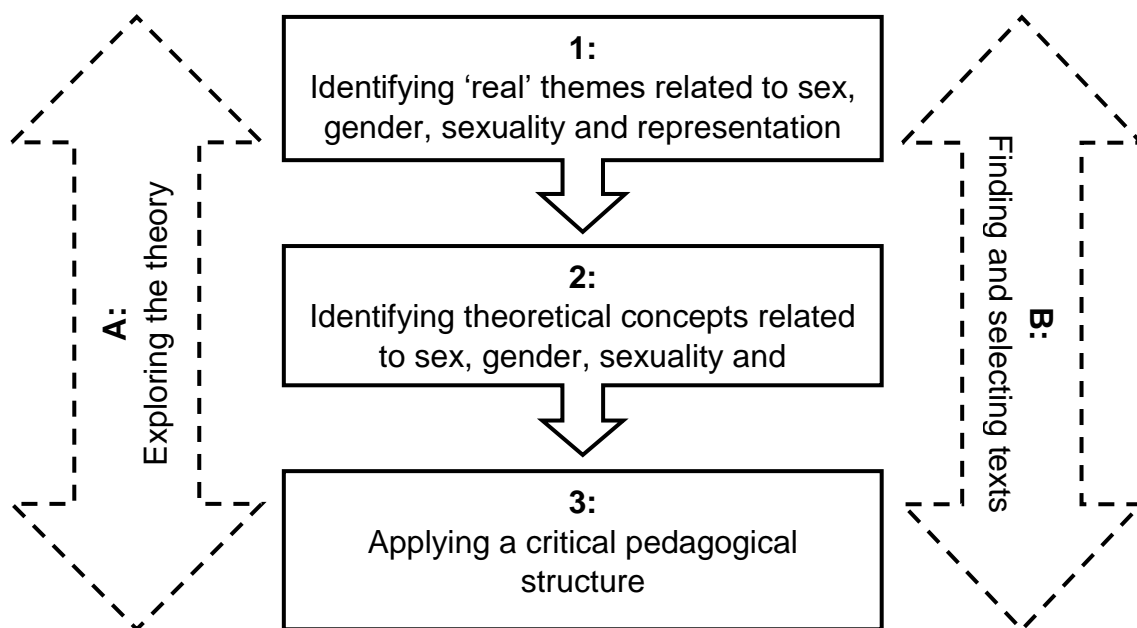 1:
Identifying ‘real’ themes related to sex,
gender, sexuality and representation
A:
Exploring the theory
2:
Identifying theoretical concepts related
to sex, gender, sexuality and
B:
Finding and selecting texts
3:
Applying a critical pedagogical
structure